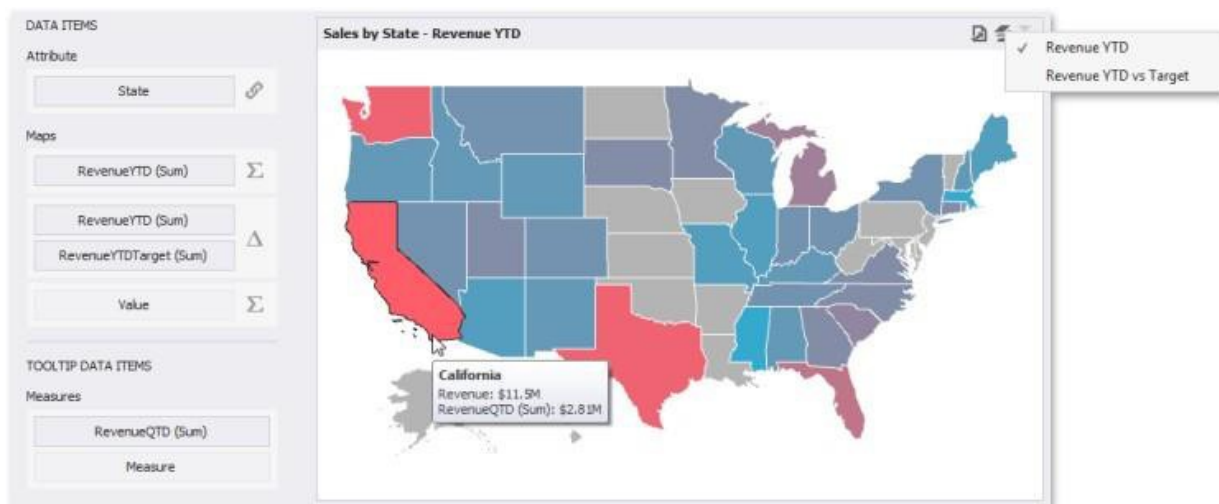 DATA ITEMS
Attribute
State
Maps
RevenueYTD (Sum)
Σ
RevenueYTD (Sum)
Δ
RevenueYTDTarget (Sum)
Value
Σ
TOOLTIP DATA ITEMS
Measures
RevenueQTD (Sum)
Measure
Sales by State - Revenue YTD
✓ Revenue YTD
Revenue YTD vs Target
California
Revenue: $11.5M
RevenueQTD (Sum): $2.81M